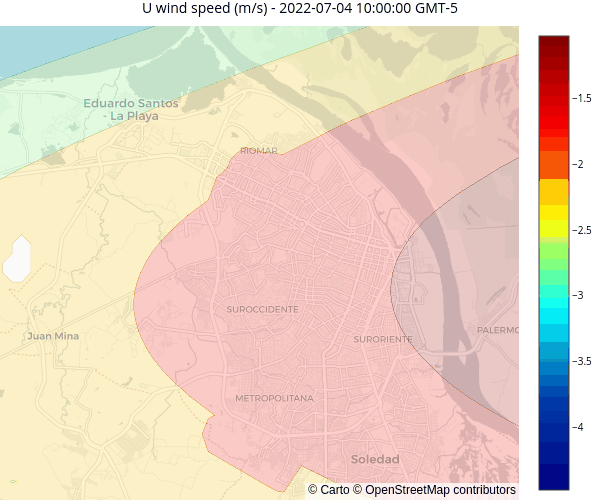 U wind speed (m/s) - 2022-07-04 10:00:00 GMT-5
Eduardo Santos
- La Playa
RIOMAR
SUROCCIDENTE
Juan Mina
SURORIENTE
PALERMO
METROPOLITANA
Soledad
© Carto © OpenStreetMap contributors
−1.5
−2
−2.5
−3
−3.5
−4